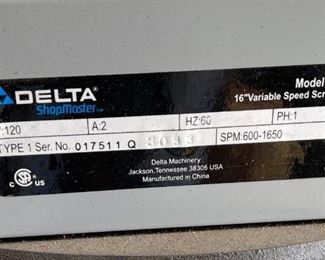 DELTA
ShopMaster
Model
16"Variable Speed Scr
:120 A:2 HZ:60 PH:1
TYPE 1 Ser. No. 017511 Q SPM:600-1650
Delta Machinery
Jackson,Tennessee 38305 USA
Manufactured in China
C US